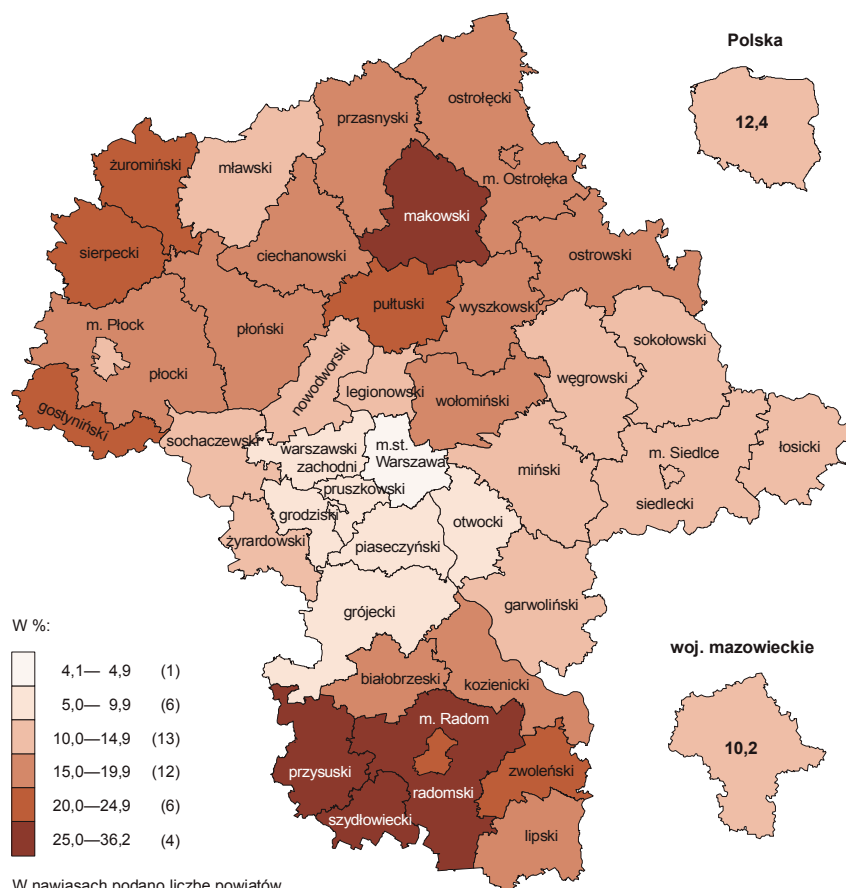 Polska
12,4
ostrołęcki
przasnyski
żuromiński
mławski
m. Ostrołęka
makowski
sierpecki
ciechanowski
ostrowski
pułtuski
wyszkowski
m. Płock
płoński
sokołowski
płocki
nowodworski
legionowski
węgrowski
wołomiński
gostyniński
sochaczewski
warszawski
zachodni
m.st.
Warszawa
miński
m. Siedlce
łosicki
pruszkowski
siedlecki
grodziski
otwocki
żyrardowski
piaseczyński
grójecki
garwoliński
W %:
4,1— 4,9 (1)
5,0— 9,9 (6)
10,0—14,9 (13)
15,0—19,9 (12)
20,0—24,9 (6)
25,0—36,2 (4)
woj. mazowieckie
10,2
białobrzeski
kozienicki
m. Radom
przysuski
zwoleński
radomski
szydłowiecki
lipski
W nawiasach podano liczbę powiatów